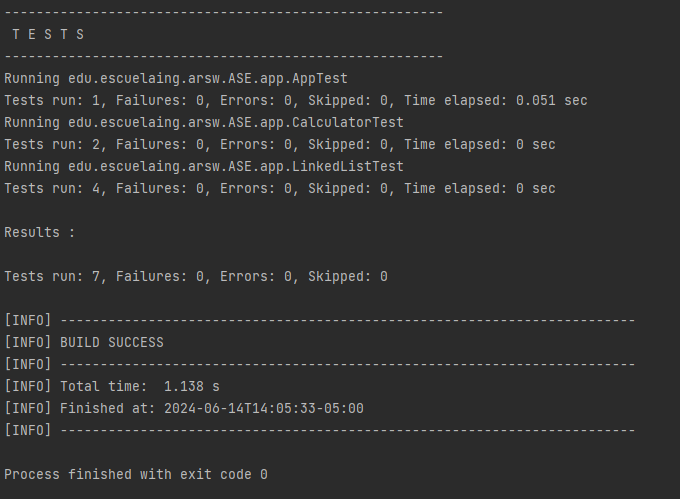 -------------------------------------------------------
 T E S T S
-------------------------------------------------------
Running edu.escuelaing.arsw.ASE.app.AppTest
Tests run: 1, Failures: 0, Errors: 0, Skipped: 0, Time elapsed: 0.051 sec
Running edu.escuelaing.arsw.ASE.app.CalculatorTest
Tests run: 2, Failures: 0, Errors: 0, Skipped: 0, Time elapsed: 0 sec
Running edu.escuelaing.arsw.ASE.app.LinkedListTest
Tests run: 4, Failures: 0, Errors: 0, Skipped: 0, Time elapsed: 0 sec

Results :

Tests run: 7, Failures: 0, Errors: 0, Skipped: 0

[INFO] ------------------------------------------------------------------------
[INFO] BUILD SUCCESS
[INFO] ------------------------------------------------------------------------
[INFO] Total time:  1.138 s
[INFO] Finished at: 2024-06-14T14:05:33-05:00
[INFO] ------------------------------------------------------------------------

Process finished with exit code 0